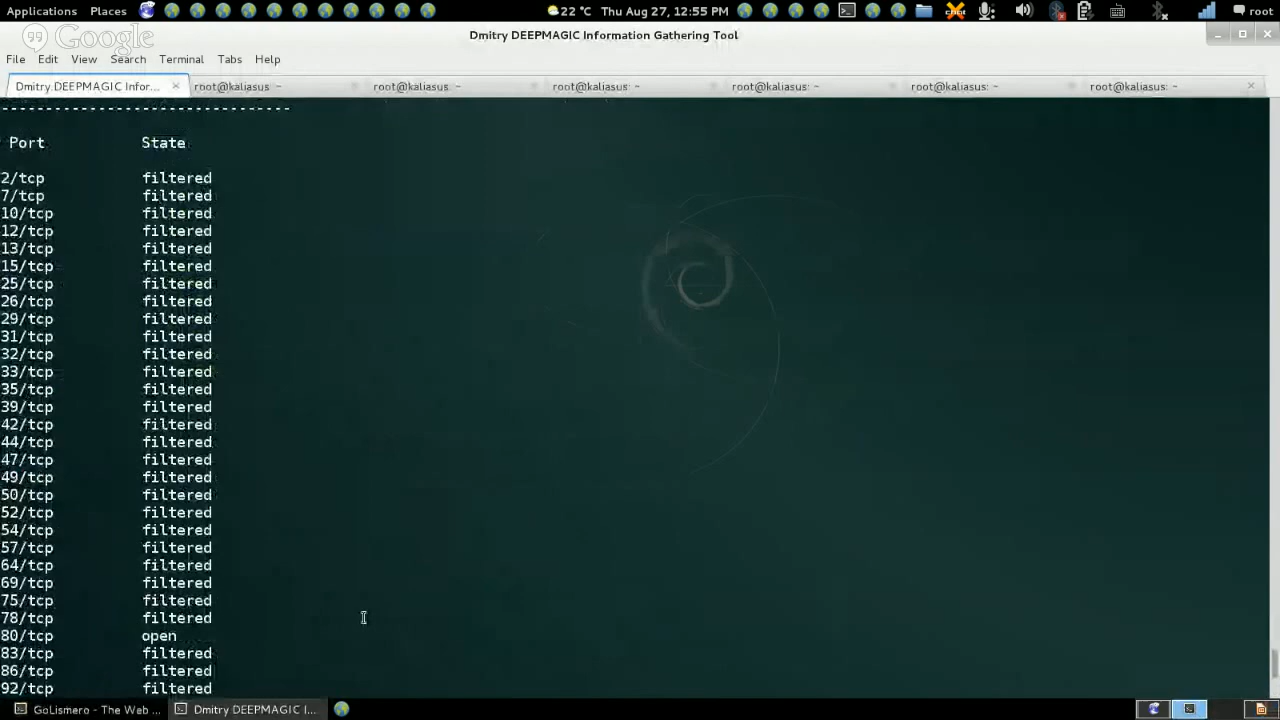 Applications Places 22 °C Thu Aug 27, 12:55 PM root
Google
Dmitry DEEPMAGIC Information Gathering Tool
File Edit View Search Terminal Tabs Help
Dmitry DEEPMAGIC Infor... root@kaliasus: ~ root@kaliasus: ~ root@kaliasus: ~ root@kaliasus: ~ root@kaliasus: ~ root@kaliasus: ~
---------------------------------
Port State
2/tcp filtered
7/tcp filtered
10/tcp filtered
12/tcp filtered
13/tcp filtered
15/tcp filtered
25/tcp filtered
26/tcp filtered
29/tcp filtered
31/tcp filtered
32/tcp filtered
33/tcp filtered
35/tcp filtered
39/tcp filtered
42/tcp filtered
44/tcp filtered
47/tcp filtered
49/tcp filtered
50/tcp filtered
52/tcp filtered
54/tcp filtered
57/tcp filtered
64/tcp filtered
69/tcp filtered
75/tcp filtered
78/tcp filtered
80/tcp open
83/tcp filtered
86/tcp filtered
92/tcp filtered
GoLismero - The Web ... Dmitry DEEPMAGIC I...